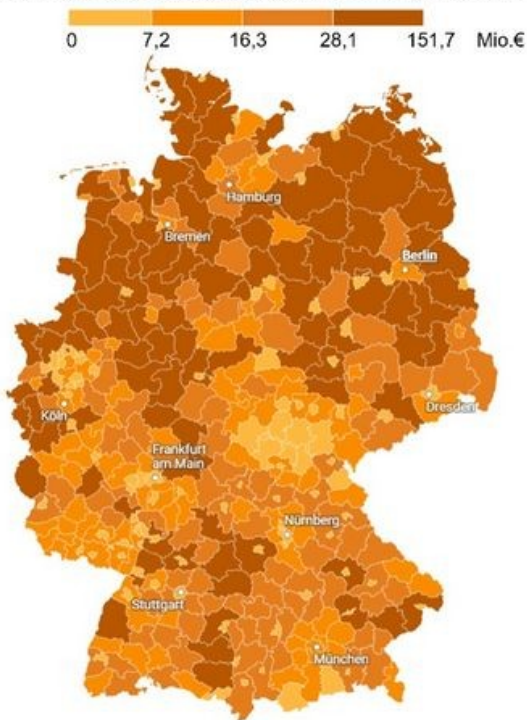 0 7,2 16,3 28,1 151,7 Mio.€
Hamburg
Bremen
Berlin
Köln
Dresden
Frankfurt
am Main
Nürnberg
Stuttgart
München